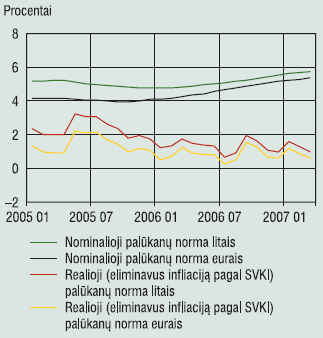 Procentai
8
6
4
2
0
−2
2005 01 2005 07 2006 01 2006 07 2007 01
Nominalioji palūkanų norma litais
Nominalioji palūkanų norma eurais
Realioji (eliminavus infliaciją pagal SVKI)
palūkanų norma litais
Realioji (eliminavus infliaciją pagal SVKI)
palūkanų norma eurais